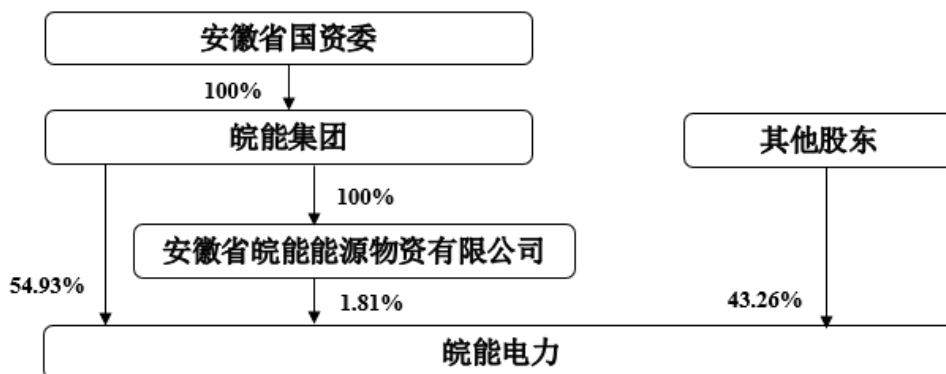 安徽省国资委
100%
皖能集团
其他股东
100%
安徽省皖能能源物资有限公司
54.93%
1.81%
43.26%
皖能电力